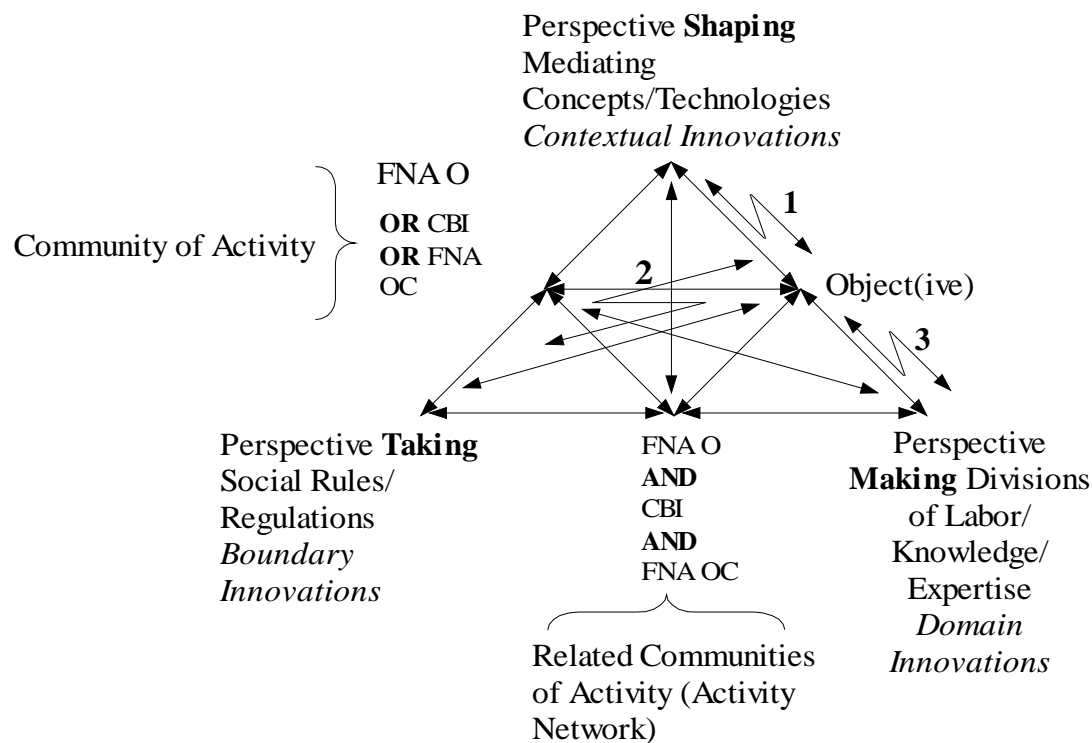 Perspective Shaping
Mediating
Concepts/Technologies
Contextual Innovations
FNA O
OR CBI
OR FNA
OC
Community of Activity
1
2
Object(ive)
3
Perspective Taking
Social Rules/
Regulations
Boundary
Innovations
FNA O
AND
CBI
AND
FNA OC
Related Communities
of Activity (Activity
Network)
Perspective
Making Divisions
of Labor/
Knowledge/
Expertise
Domain
Innovations